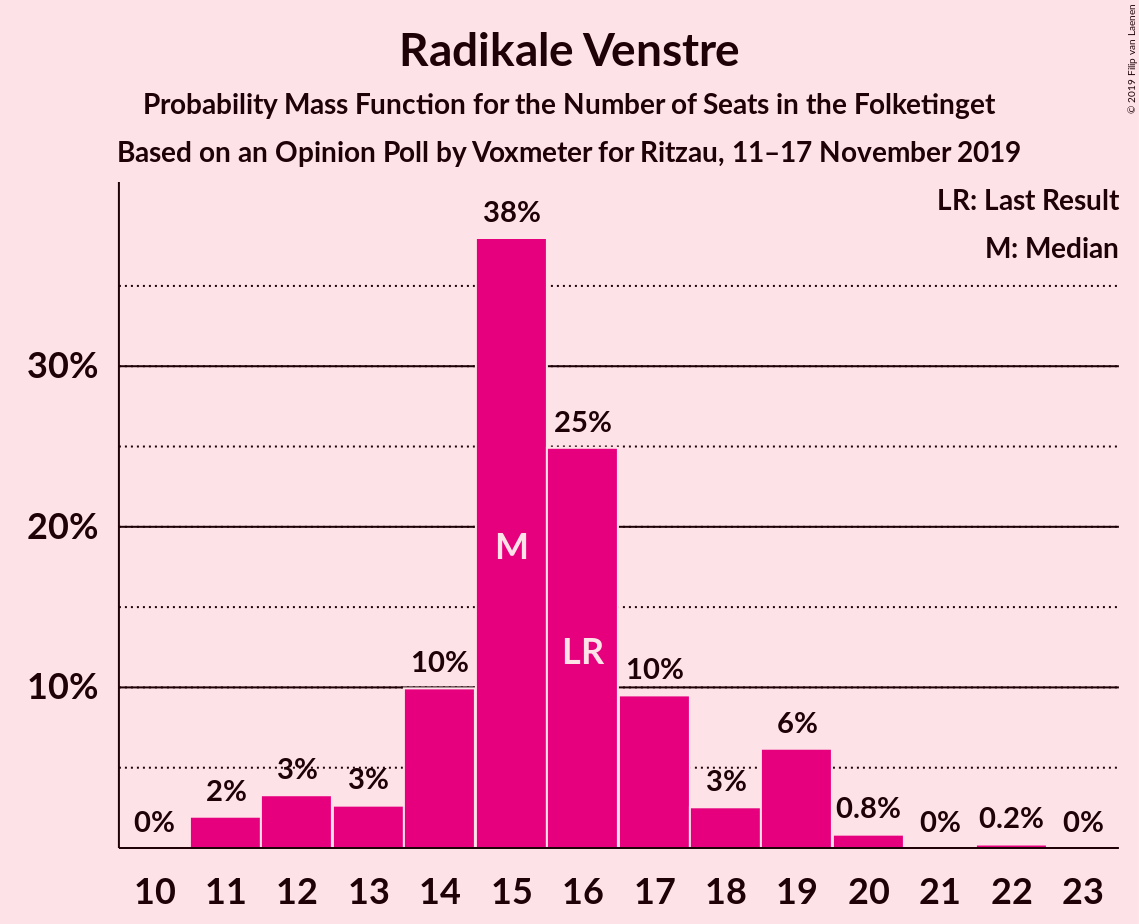 Radikale Venstre
Probability Mass Function for the Number of Seats in the Folketinget
Based on an Opinion Poll by Voxmeter for Ritzau, 11–17 November 2019
© 2019 Filip van Laenen
LR: Last Result
M: Median
38%
30%
25%
20%
M
LR
10%
10%
10%
6%
3%
3%
3%
2%
0.8%
0.2%
0%
0%
0%
10 11 12 13 14 15 16 17 18 19 20 21 22 23